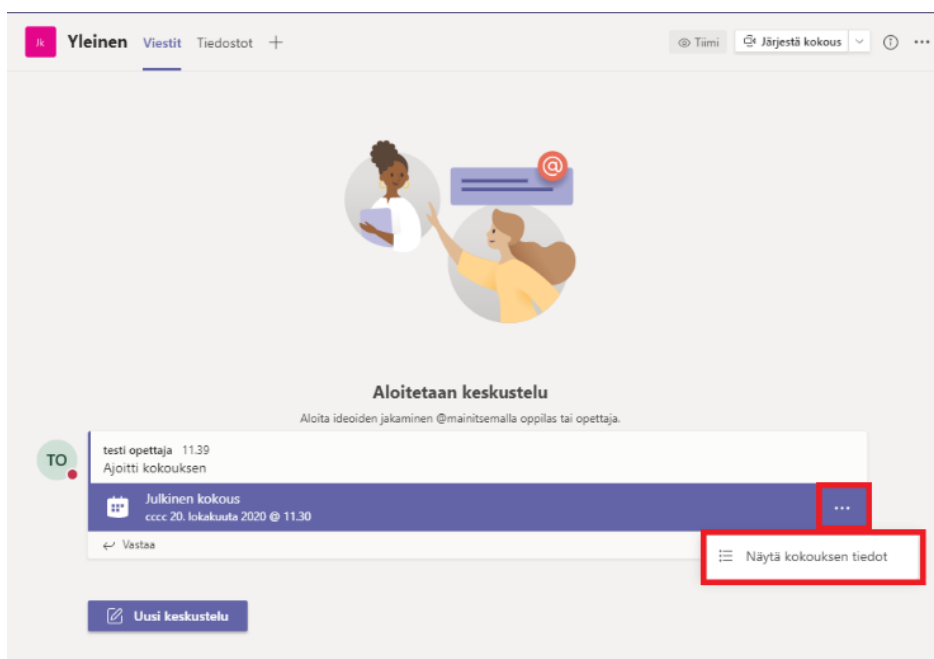 Jk Yleinen Viestit Tiedostot + Tiimi Järjestä kokous
@
Aloitetaan keskustelu
Aloita ideoiden jakaminen @mainitsemalla oppilas tai opettaja.
TO
testi opettaja 11.39
Ajoitti kokouksen
Julkinen kokous
cccc 20. lokakuuta 2020 @ 11.30
Vastaa
Näytä kokouksen tiedot
Uusi keskustelu